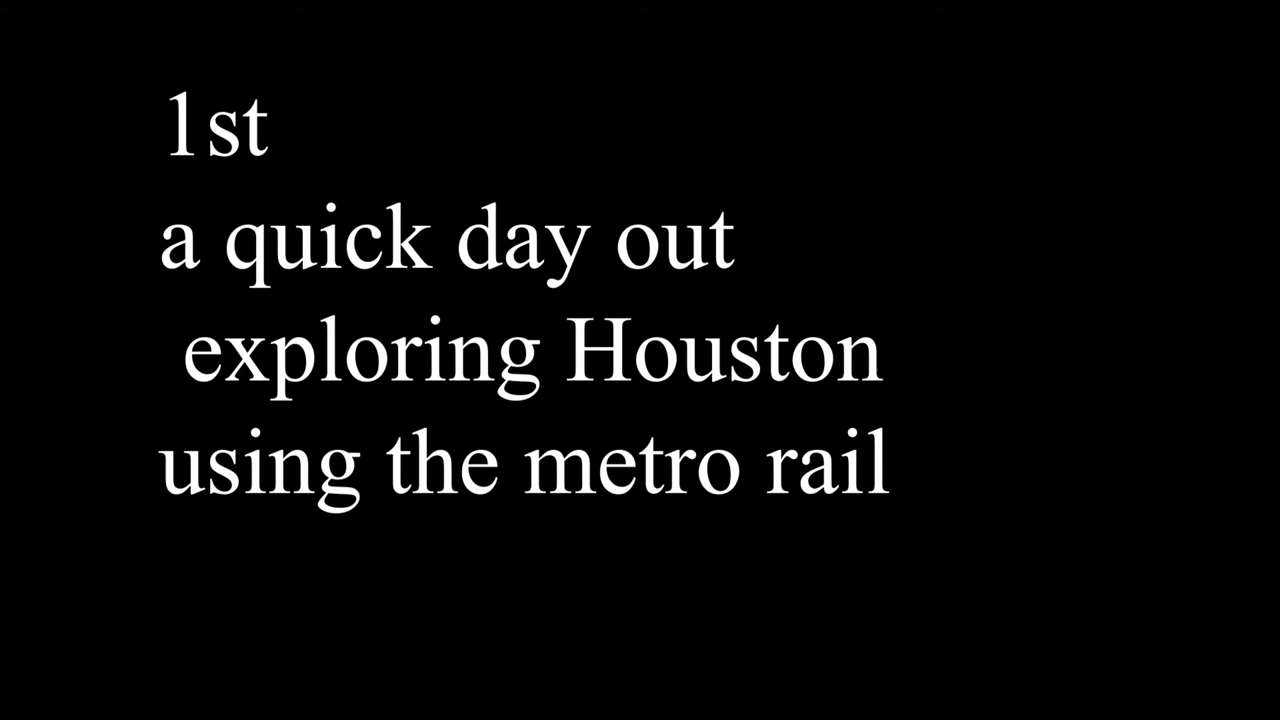 1st
a quick day out
exploring Houston
using the metro rail